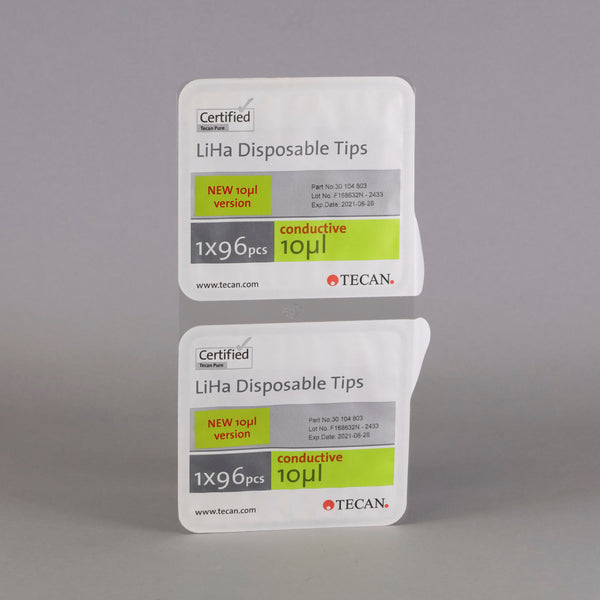 Certified
Tecan Pure
LiHa Disposable Tips
NEW 10µl
version
Part No.30 104 803
Lot No. F168632N - 2433
Exp.Date: 2021-08-28
1x96pcs
conductive
10µl
www.tecan.com
TECAN.
Certified
Tecan Pure
LiHa Disposable Tips
NEW 10µl
version
Part No.30 104 803
Lot No. F168632N - 2433
Exp.Date: 2021-08-28
1x96pcs
conductive
10µl
www.tecan.com
TECAN.